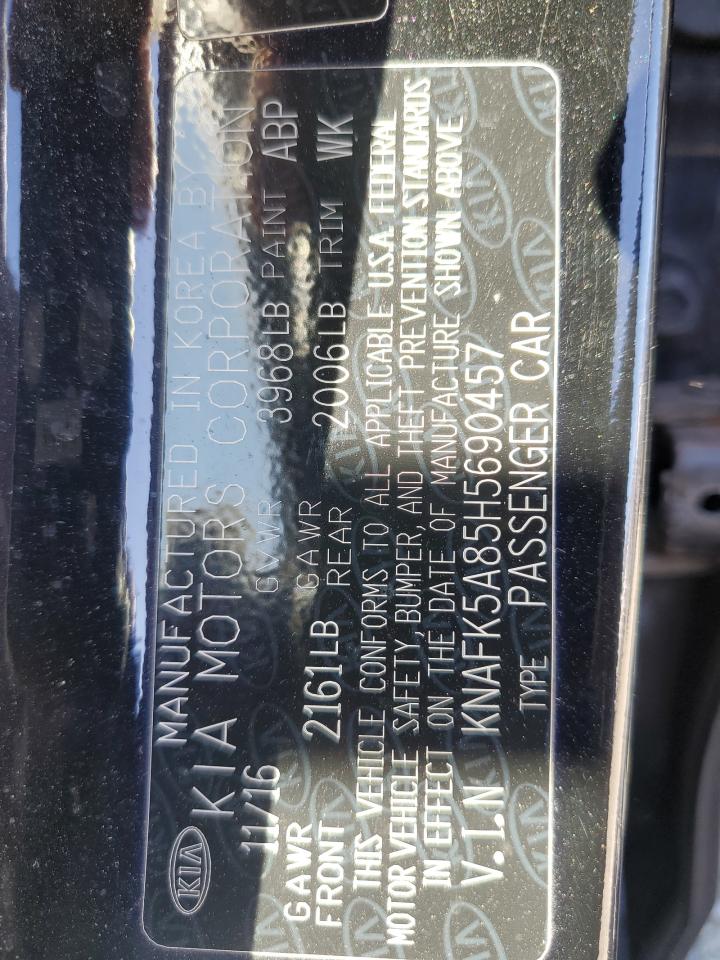 KIA
MANUFACTURED IN KOREA BY
KIA MOTORS CORPORATION
11/16 GVWR 3968LB PAINT ABP
GAWR FRONT 2161LB GAWR REAR 2006LB TRIM WK
THIS VEHICLE CONFORMS TO ALL APPLICABLE U.S.A. FEDERAL
MOTOR VEHICLE SAFETY, BUMPER, AND THEFT PREVENTION STANDARDS
IN EFFECT ON THE DATE OF MANUFACTURE SHOWN ABOVE
V.I.N KNAFK5A85H5690457
TYPE PASSENGER CAR